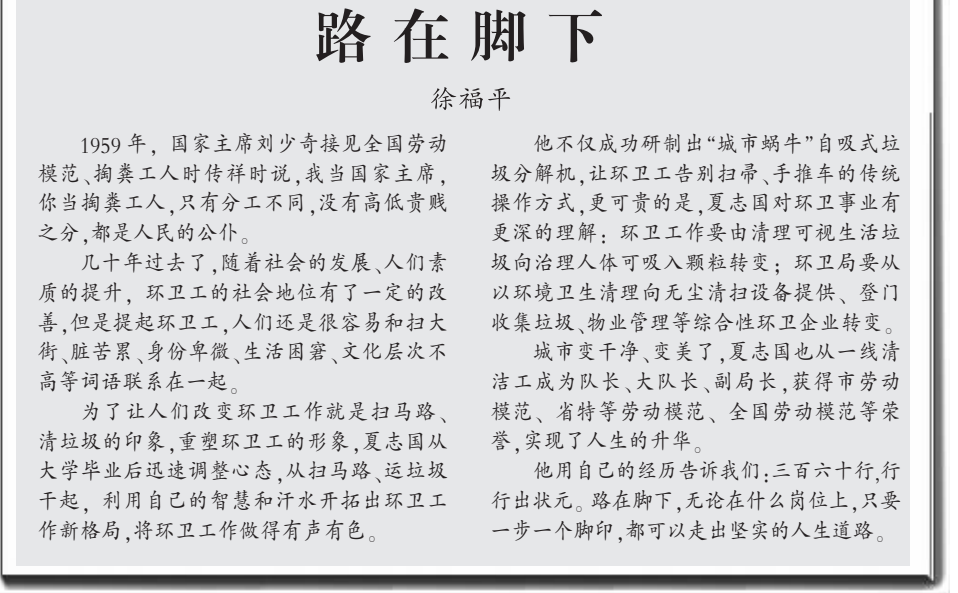 路在脚下
徐福平
1959年，国家主席刘少奇接见全国劳动
模范、掏粪工人时传祥时说，我当国家主席，
你当掏粪工人，只有分工不同，没有高低贵贱
之分，都是人民的公仆。
几十年过去了，随着社会的发展、人们素
质的提升，环卫工的社会地位有了一定的改
善，但是提起环卫工，人们还是很容易和扫大
街、脏苦累、身份卑微、生活困窘、文化层次不
高等词语联系在一起。
为了让人们改变环卫工作就是扫马路、
清垃圾的印象，重塑环卫工的形象，夏志国从
大学毕业后迅速调整心态，从扫马路、运垃圾
干起，利用自己的智慧和汗水开拓出环卫工
作新格局，将环卫工作做得有声有色。
他不仅成功研制出“城市蜗牛”自吸式垃
圾分解机，让环卫工告别扫帚、手推车的传统
操作方式，更可贵的是，夏志国对环卫事业有
更深的理解：环卫工作要由清理可视生活垃
圾向治理人体可吸入颗粒转变；环卫局要从
以环境卫生清理向无尘清扫设备提供、登门
收集垃圾、物业管理等综合性环卫企业转变。
城市变干净、变美了，夏志国也从一线清
洁工成为队长、大队长、副局长，获得市劳动
模范、省特等劳动模范、全国劳动模范等荣
誉，实现了人生的升华。
他用自己的经历告诉我们：三百六十行，行
行出状元。路在脚下，无论在什么岗位上，只要
一步一个脚印，都可以走出坚实的人生道路。